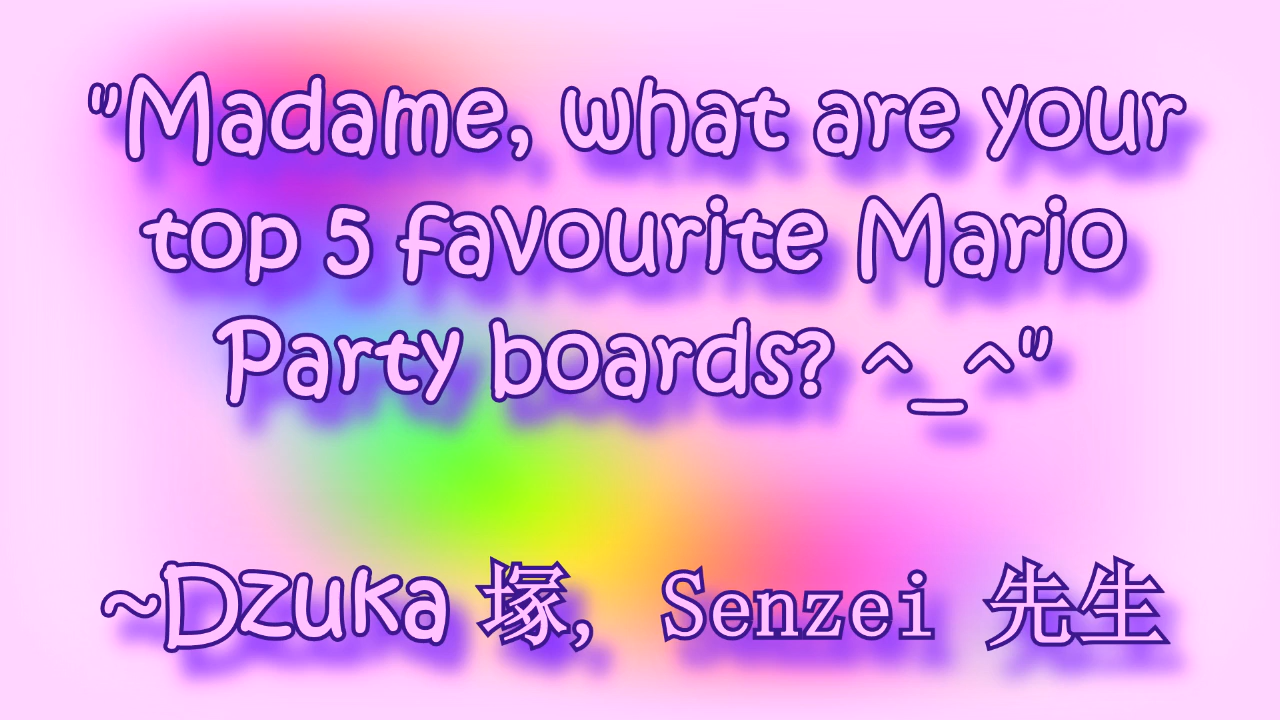 "Madame, what are your
top 5 favourite Mario
Party boards? ^_^"
~Dzuka 塚, Senzei 先生